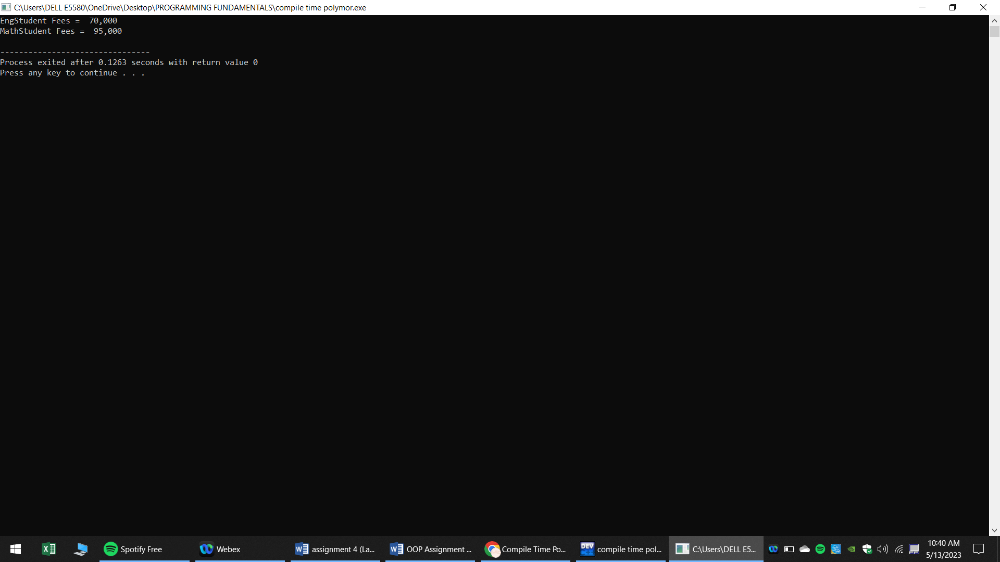 C:\Users\DELL E5580\OneDrive\Desktop\PROGRAMMING FUNDAMENTALS\compile time polymor.exe
EngStudent Fees =  70,000
MathStudent Fees =  95,000
--------------------------------
Process exited after 0.1263 seconds with return value 0
Press any key to continue . . .
Spotify Free
Webex
assignment 4 (La...
OOP Assignment ...
Compile Time Po...
DEV
compile time pol...
C:\Users\DELL E5...
10:40 AM
5/13/2023